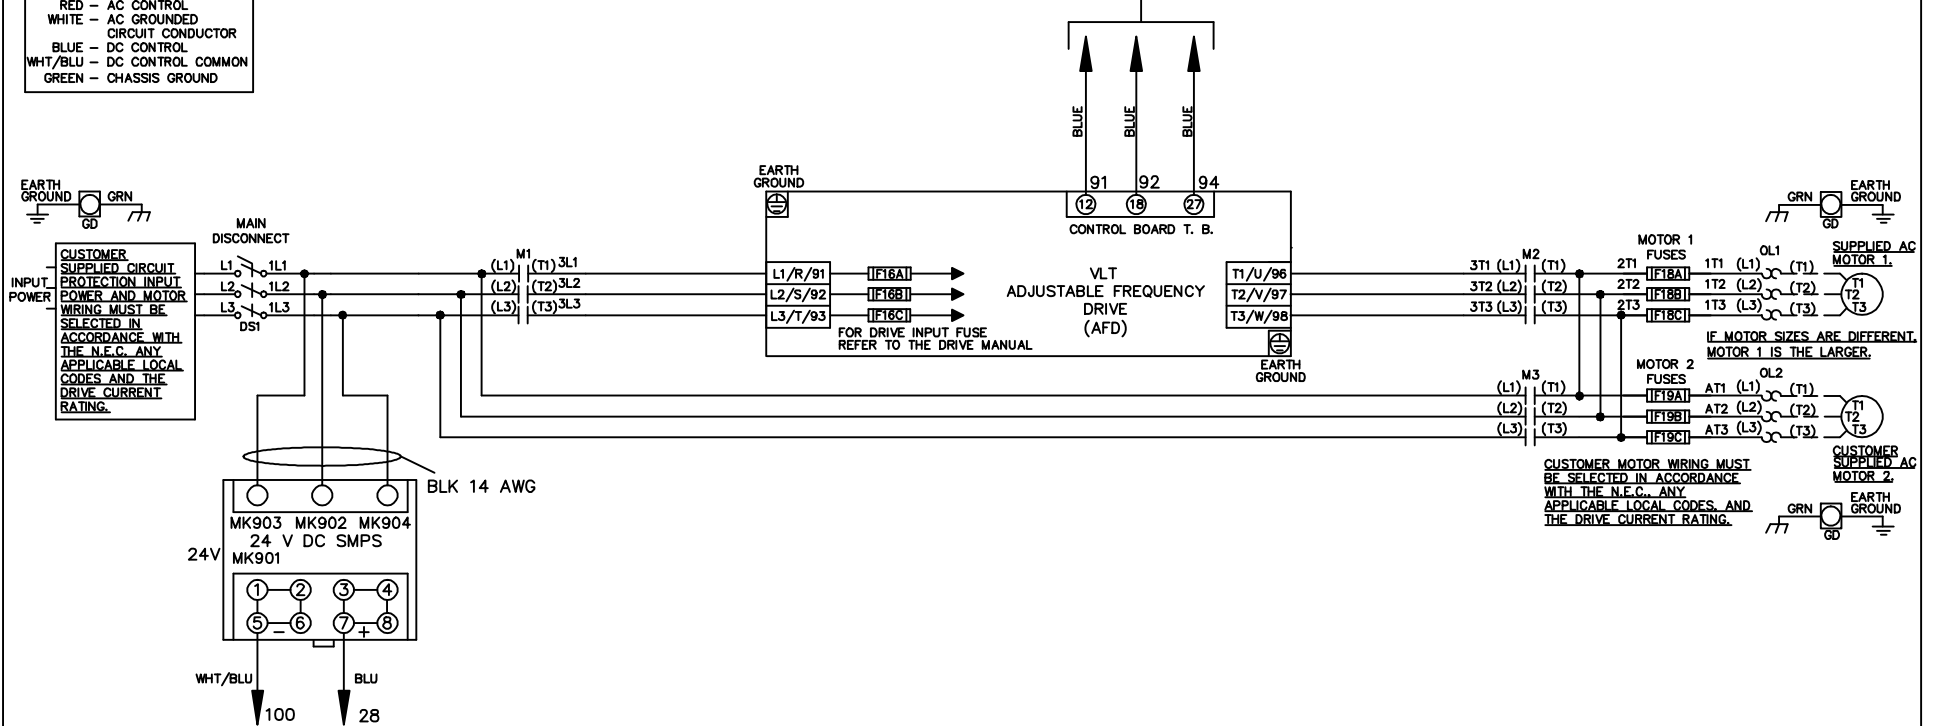 RED – AC CONTROL
WHITE – AC GROUNDED
CIRCUIT CONDUCTOR
BLUE – DC CONTROL
WHT/BLU – DC CONTROL COMMON
GREEN – CHASSIS GROUND
BLUE
BLUE
BLUE
91
92
94
12
18
27
CONTROL BOARD T. B.
EARTH
GROUND
GRN
GD
INPUT
POWER
CUSTOMER
SUPPLIED CIRCUIT
PROTECTION INPUT
POWER AND MOTOR
WIRING MUST BE
SELECTED IN
ACCORDANCE WITH
THE N.E.C. ANY
APPLICABLE LOCAL
CODES AND THE
DRIVE CURRENT
RATING.
MAIN
DISCONNECT
L1 1L1
L2 1L2
L3 1L3
DS1
M1
(L1) (T1) 3L1
(L2) (T2) 3L2
(L3) (T3) 3L3
EARTH
GROUND
L1/R/91
L2/S/92
L3/T/93
F16A
F16B
F16C
FOR DRIVE INPUT FUSE
REFER TO THE DRIVE MANUAL
VLT
ADJUSTABLE FREQUENCY
DRIVE
(AFD)
T1/U/96
T2/V/97
T3/W/98
EARTH
GROUND
M2
3T1 (L1) (T1)
3T2 (L2) (T2)
3T3 (L3) (T3)
MOTOR 1
FUSES
2T1 F18A 1T1 (L1) (T1)
2T2 F18B 1T2 (L2) (T2)
2T3 F18C 1T3 (L3) (T3)
OL1
GRN
GD
EARTH
GROUND
SUPPLIED AC
MOTOR 1.
T1
T2
T3
IF MOTOR SIZES ARE DIFFERENT,
MOTOR 1 IS THE LARGER.
M3
(L1) (T1)
(L2) (T2)
(L3) (T3)
MOTOR 2
FUSES
F19A AT1 (L1) (T1)
F19B AT2 (L2) (T2)
F19C AT3 (L3) (T3)
OL2
T1
T2
T3
CUSTOMER
SUPPLIED AC
MOTOR 2.
CUSTOMER MOTOR WIRING MUST
BE SELECTED IN ACCORDANCE
WITH THE N.E.C., ANY
APPLICABLE LOCAL CODES, AND
THE DRIVE CURRENT RATING.
GRN
GD
EARTH
GROUND
BLK 14 AWG
MK903 MK902 MK904
24 V DC SMPS
24V
MK901
1 2 3 4
5 6 7 8
– +
WHT/BLU
BLU
100
28